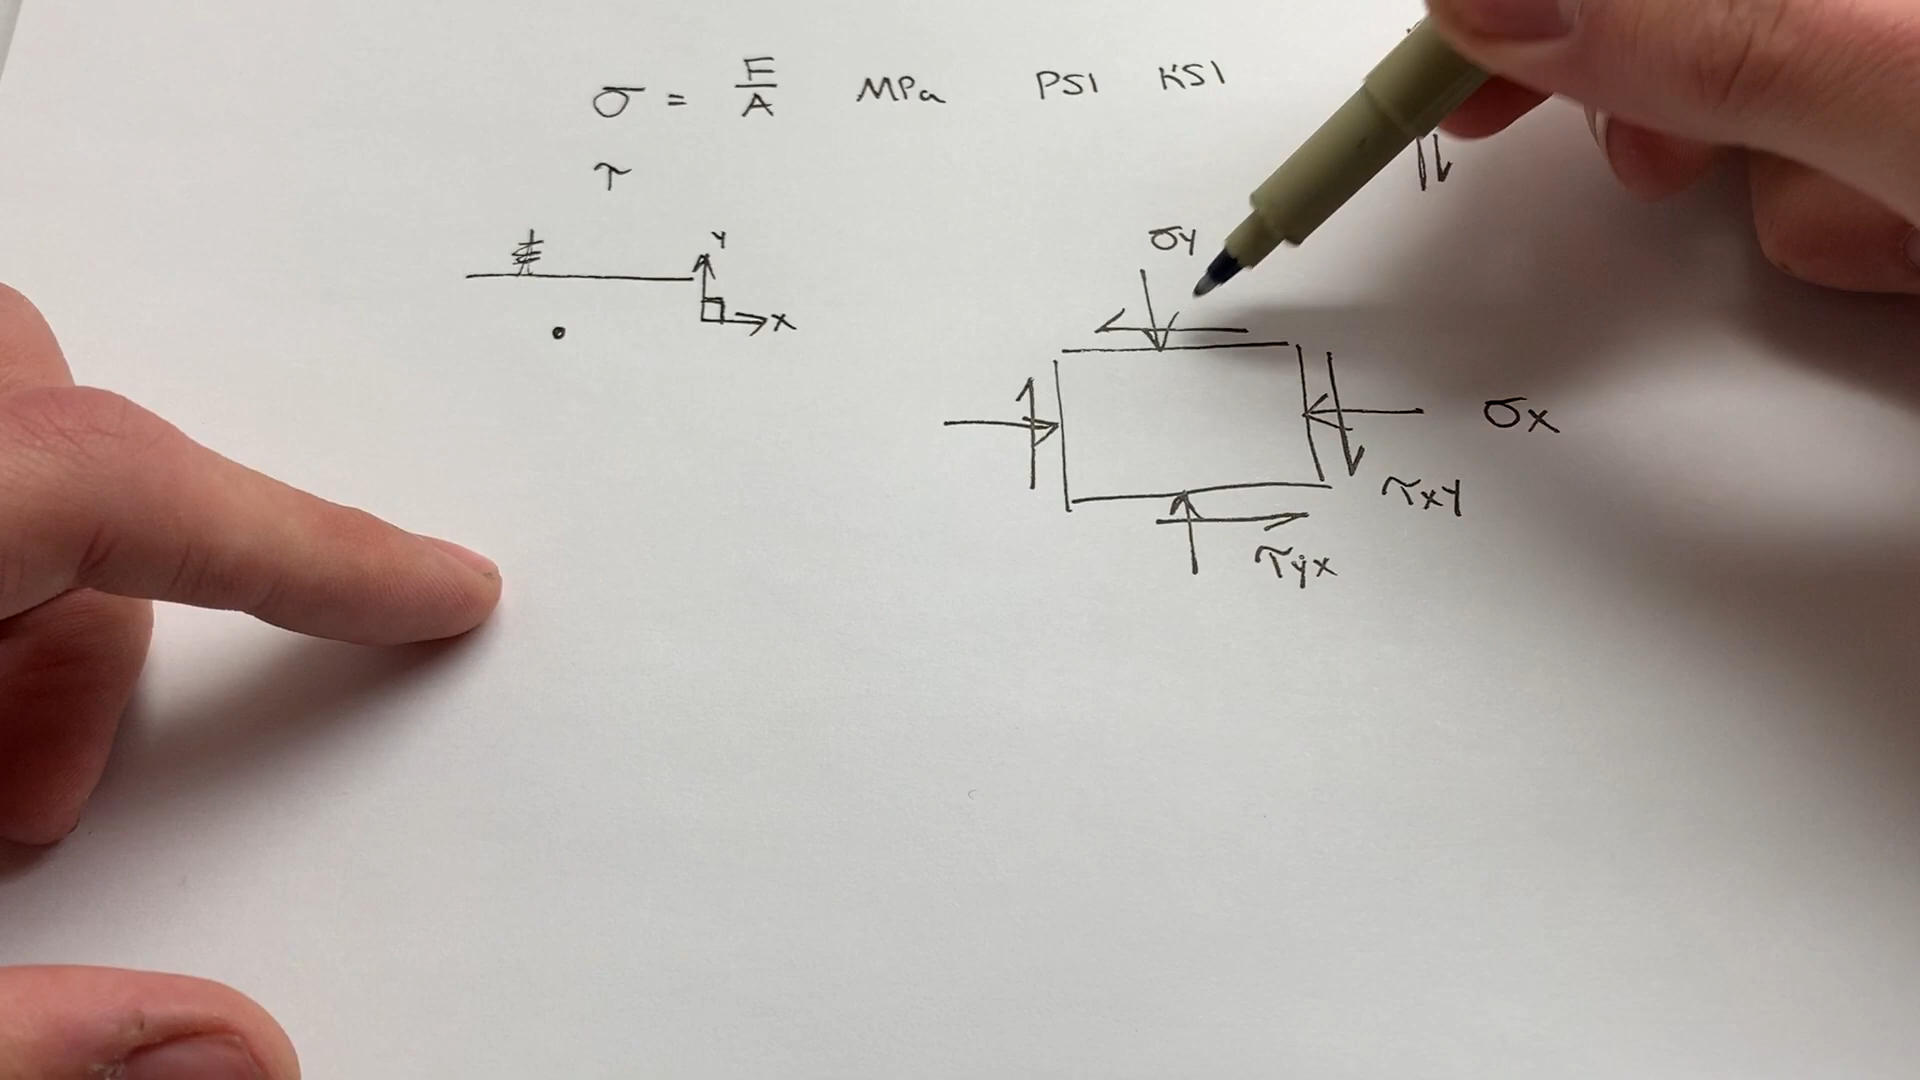 σ = F/A MPa PSI KSI
τ
Y
X
σy
σx
τxy
τyx